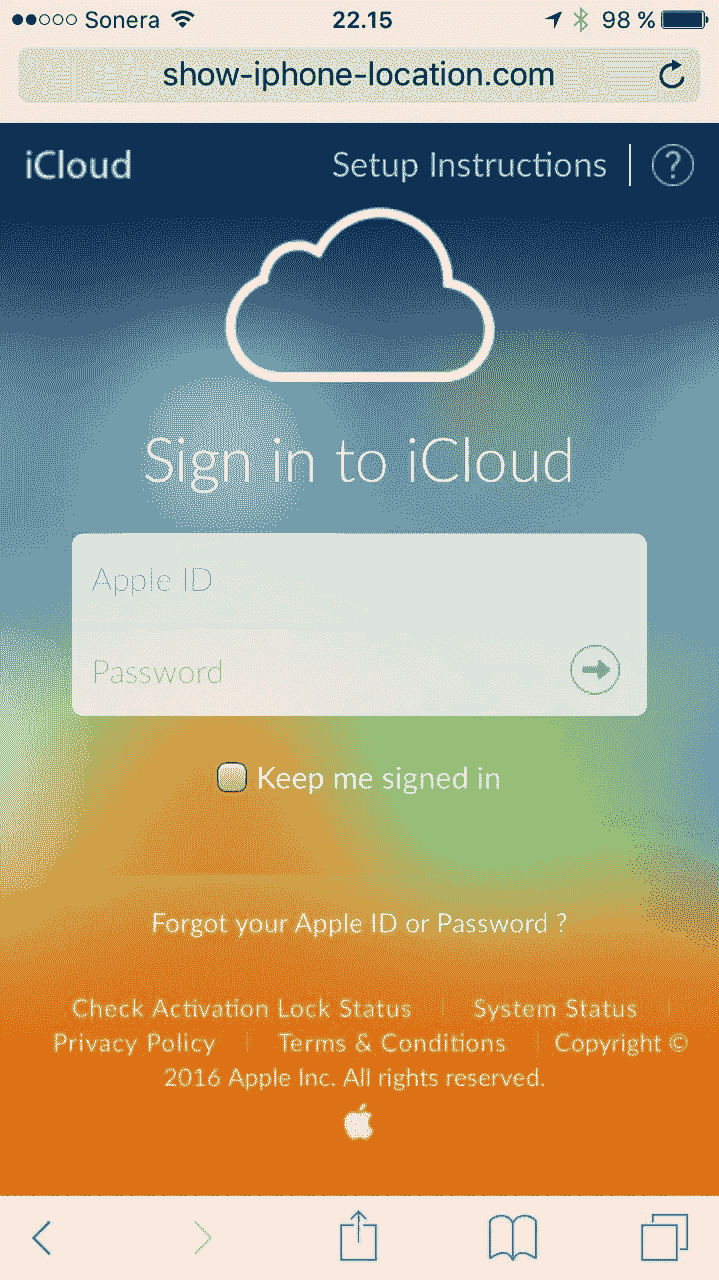 Sonera 22.15 98 %
show-iphone-location.com
iCloud Setup Instructions ?
Sign in to iCloud
Apple ID
Password
Keep me signed in
Forgot your Apple ID or Password ?
Check Activation Lock Status | System Status |
Privacy Policy | Terms & Conditions | Copyright ©
2016 Apple Inc. All rights reserved.